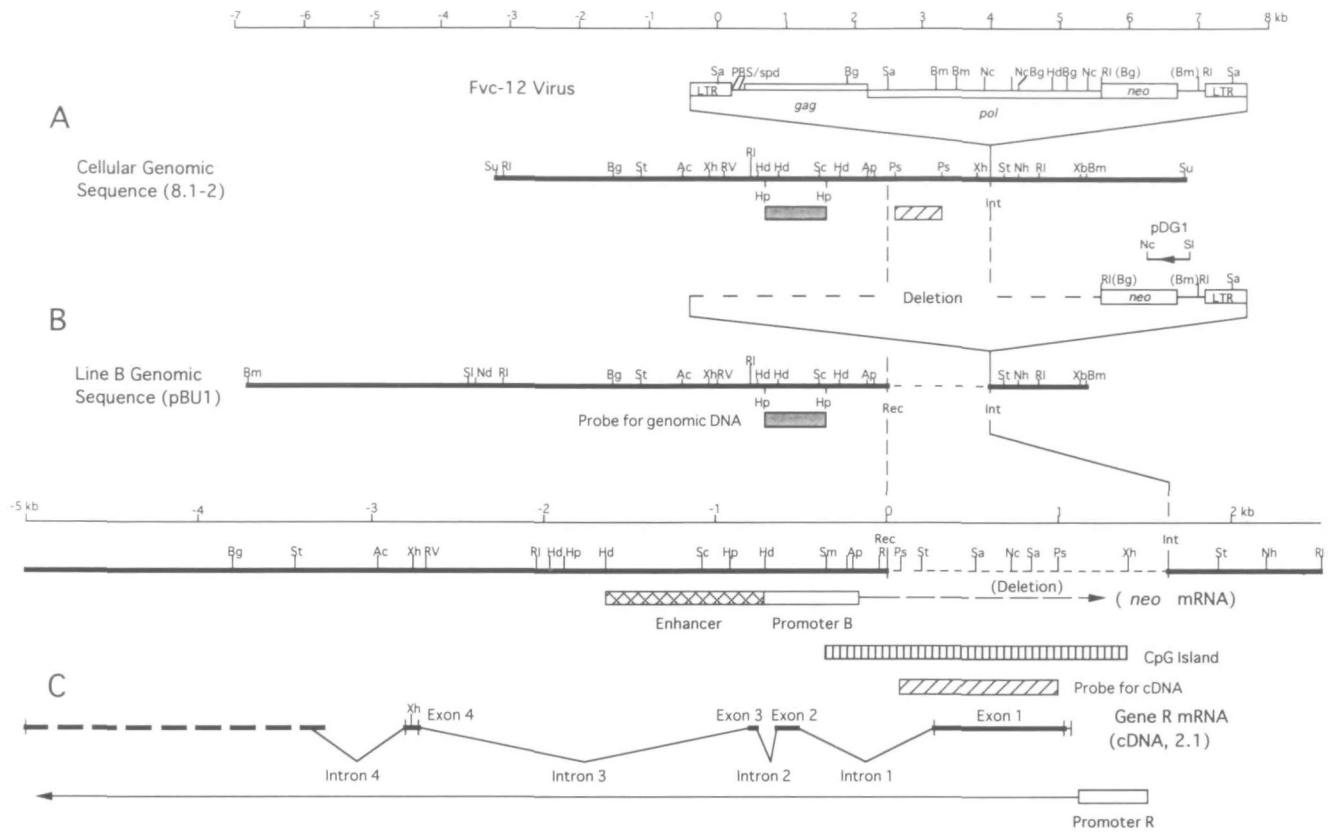 -7 -6 -5 -4 -3 -2 -1 0 1 2 3 4 5 6 7 8 kb
Fvc-12 Virus
Sa PBS/spd Bg Sa Bm Bm Nc Nc Bg Hd Bg Nc RI (Bg) (Bm) RI Sa
LTR neo LTR
gag pol
A
Cellular Genomic
Sequence (8.1-2)
Su RI Bg St Ac Xh RV RI Hd Hd Sc Hd Ap Ps Ps Xh St Nh RI Xb Bm Su
Hp Hp Int
pDG1
Nc Sl
RI(Bg) (Bm)RI Sa
Deletion neo LTR
B
Line B Genomic
Sequence (pBU1)
Bm Sl Nd RI Bg St Ac Xh RV RI Hd Hd Sc Hd Ap St Nh RI Xb Bm
Hp Hp Rec Int
Probe for genomic DNA
-5 kb -4 -3 -2 -1 0 1 2 kb
Rec Int
Bg St Ac Xh RV RI Hd Hp Hd Sc Hp Hd Sm Ap RI Ps St Sa Nc Sa Ps Xh St Nh RI
(Deletion)
( neo mRNA)
Enhancer Promoter B
CpG Island
Probe for cDNA
C
Xh Exon 4 Exon 3 Exon 2 Exon 1
Gene R mRNA
(cDNA, 2.1)
Intron 4 Intron 3 Intron 2 Intron 1
Promoter R